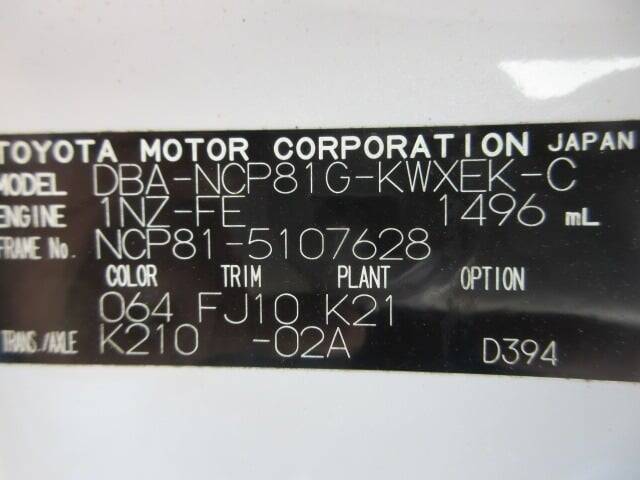 TOYOTA MOTOR CORPORATION JAPAN
MODEL DBA-NCP81G-KWXEK-C
ENGINE 1NZ-FE 1496 mL
FRAME No. NCP81-5107628
COLOR TRIM PLANT OPTION
064 FJ10 K21
TRANS./AXLE K210 -02A D394